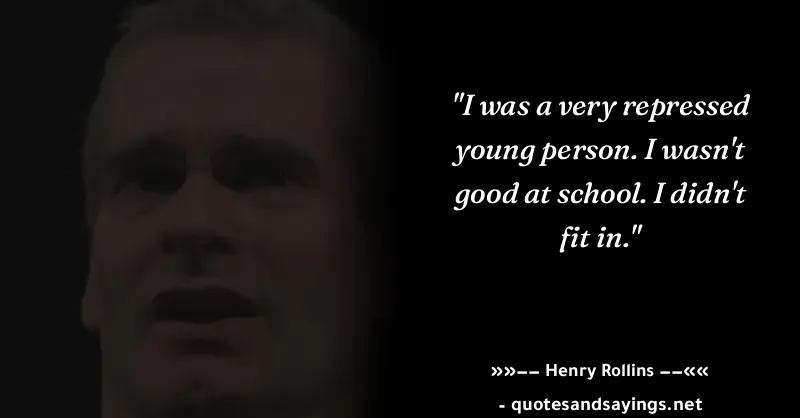 "I was a very repressed
young person. I wasn't
good at school. I didn't
fit in."
»»−− Henry Rollins −−««
- quotesandsayings.net